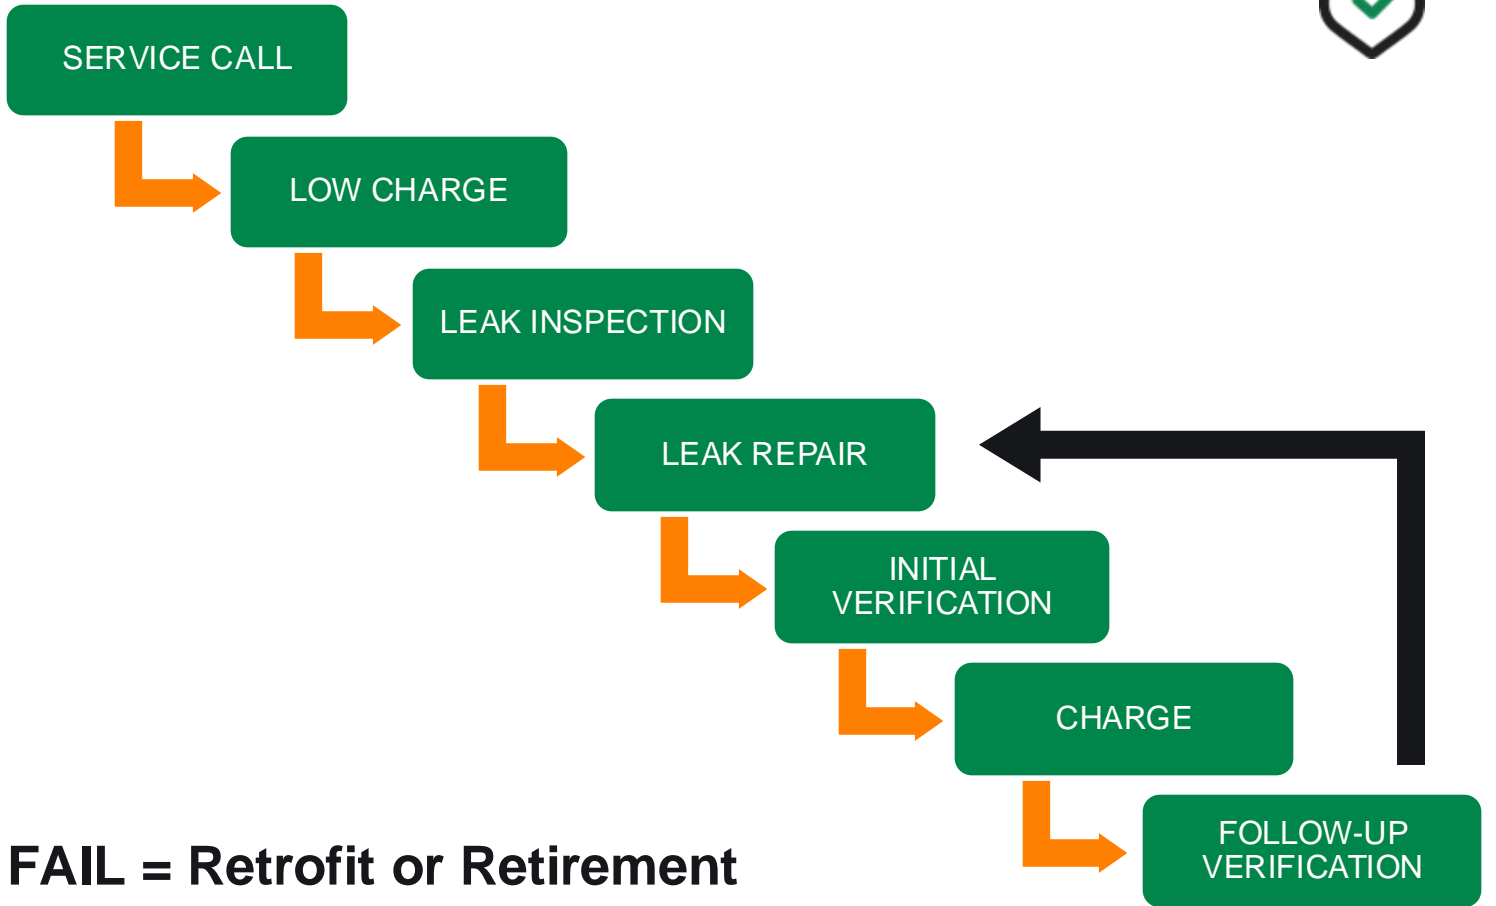 SERVICE CALL
LOW CHARGE
LEAK INSPECTION
LEAK REPAIR
INITIAL
VERIFICATION
CHARGE
FOLLOW-UP
VERIFICATION
FAIL = Retrofit or Retirement